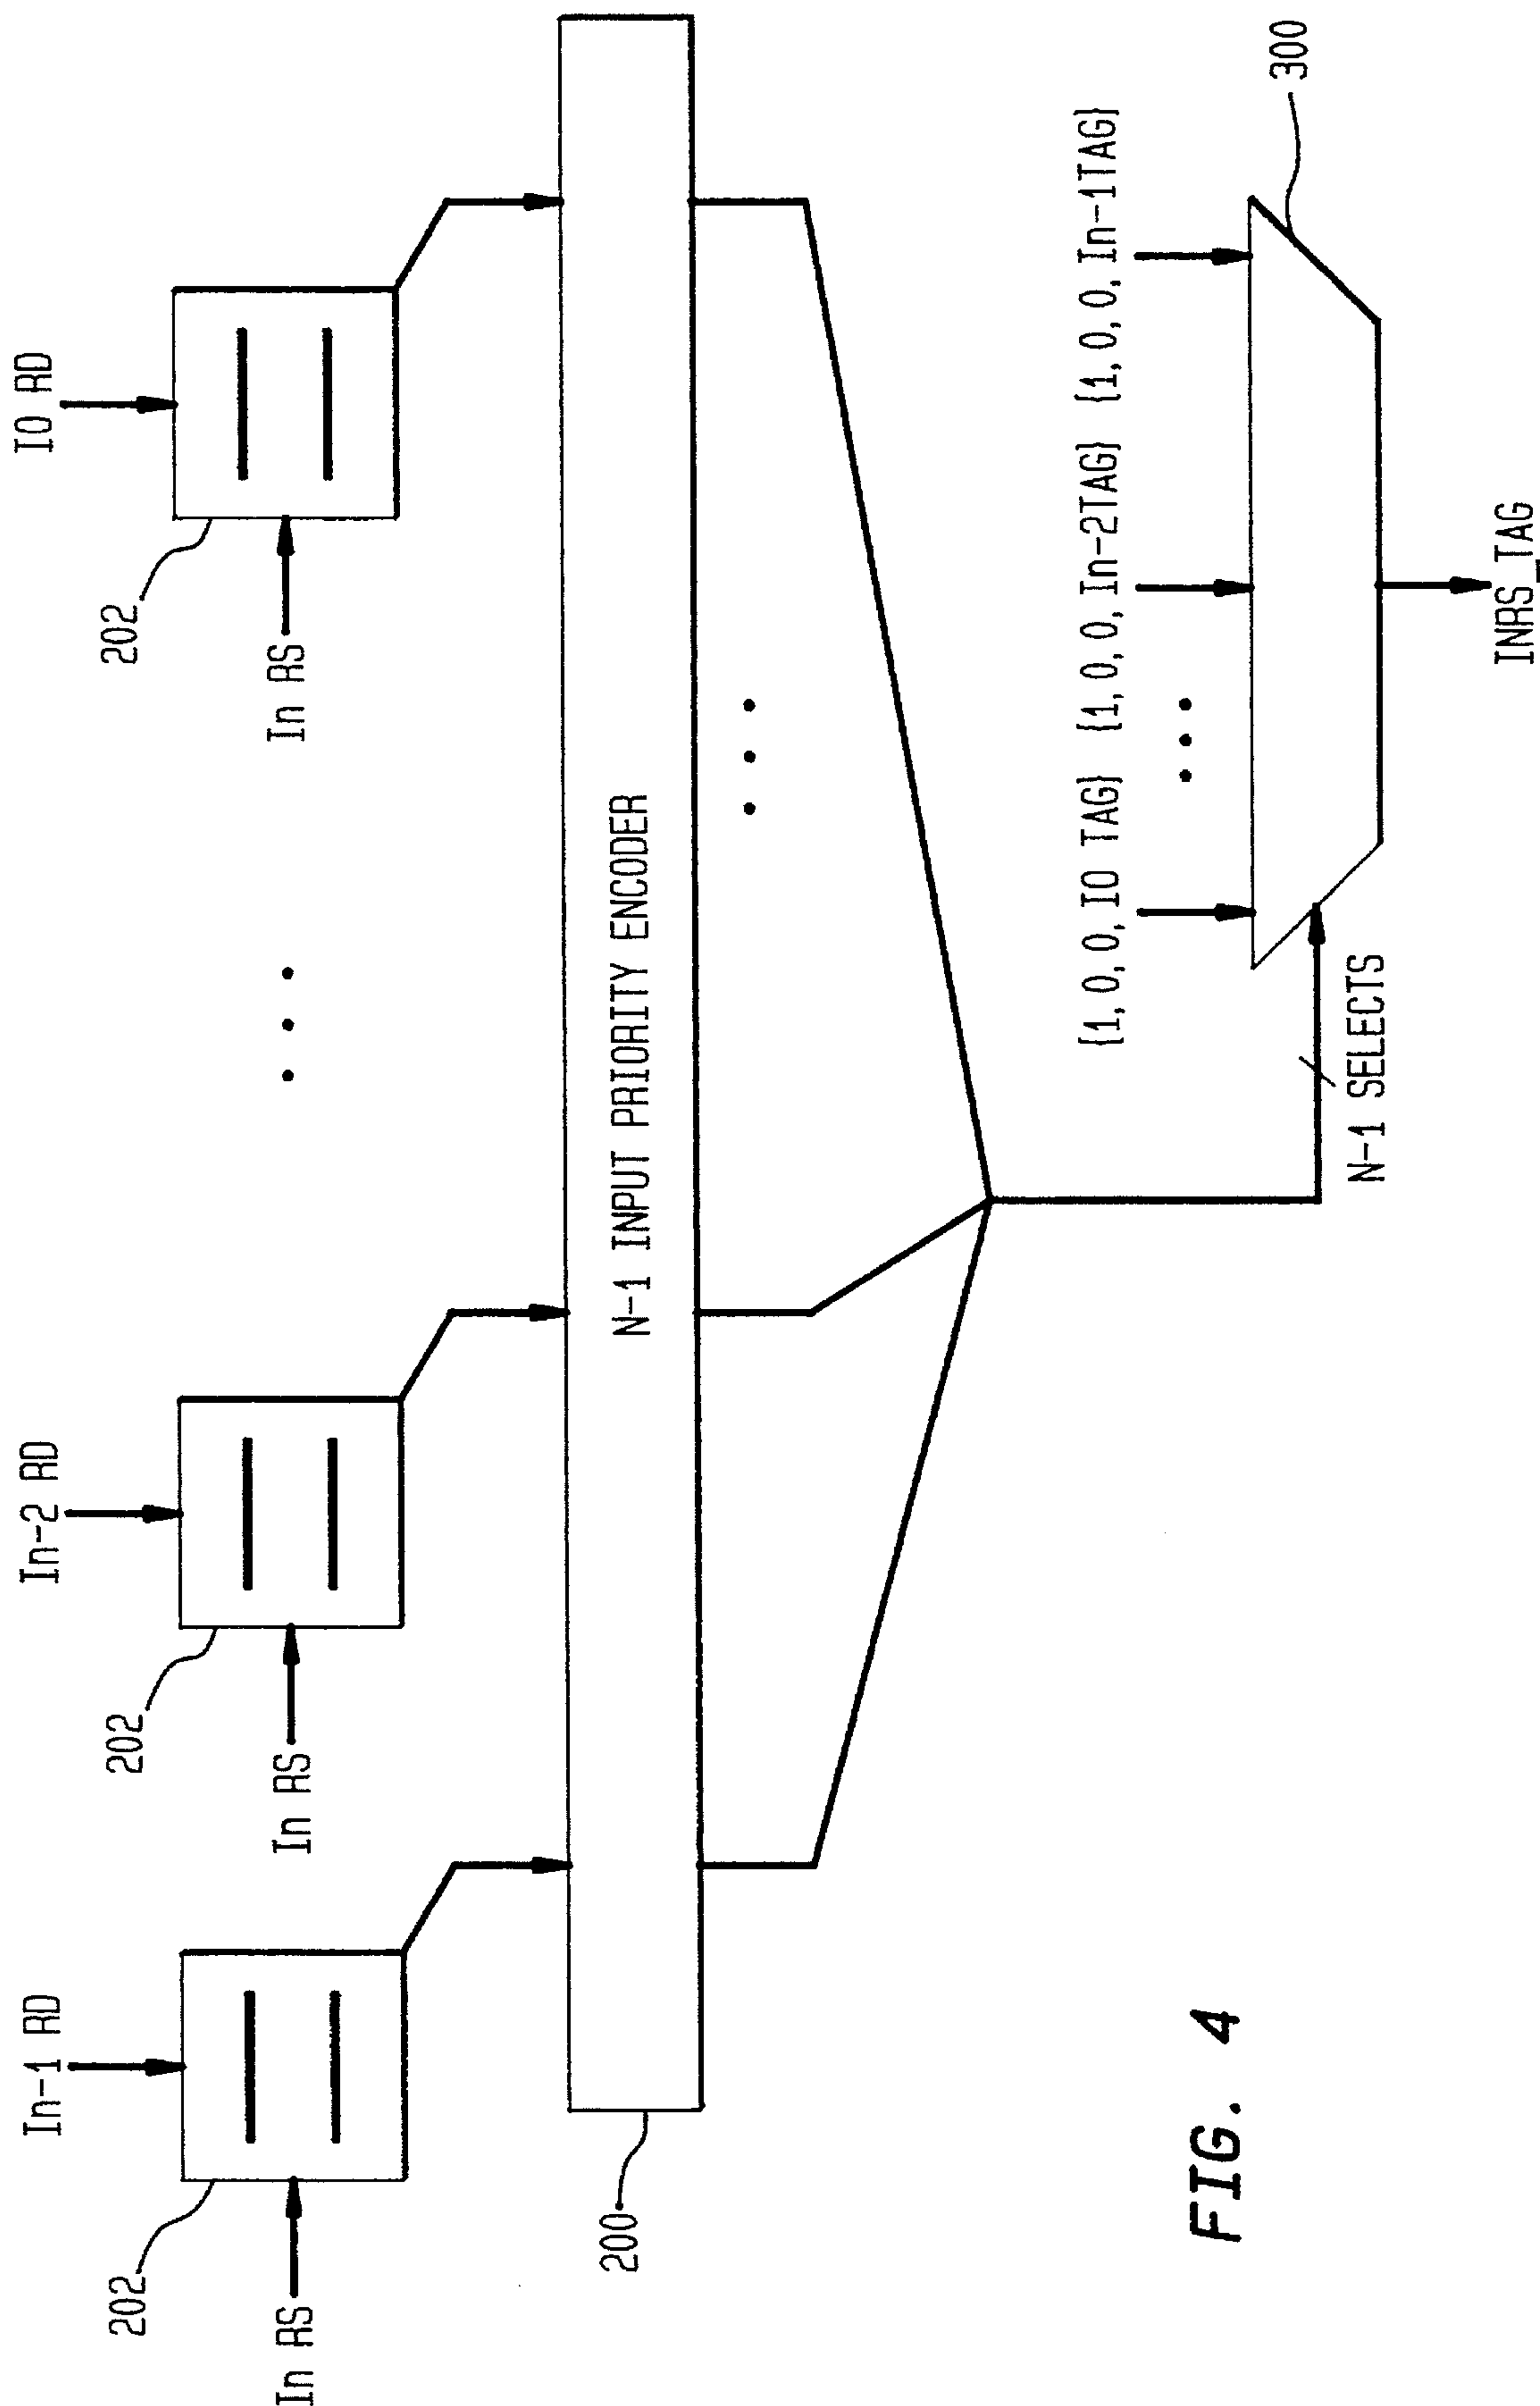 In-1 RD
In-2 RD
IO RD
202
202
202
In RS
In RS
In RS
200
N-1 INPUT PRIORITY ENCODER
{1, 0, 0, IO TAG} {1, 0, 0, In-2TAG} {1, 0, 0, In-1TAG}
300
N-1 SELECTS
INRS_TAG
FIG. 4